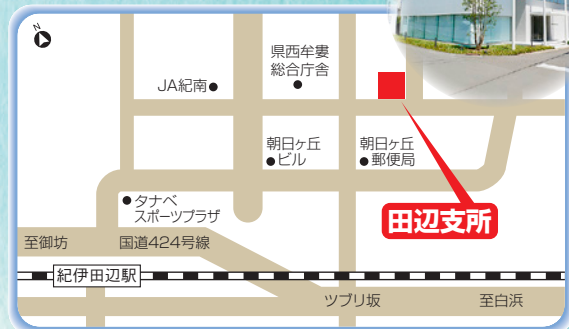 N
県西牟婁
総合庁舎
JA紀南
朝日ヶ丘
ビル
朝日ヶ丘
郵便局
タナベ
スポーツプラザ
田辺支所
至御坊
国道424号線
紀伊田辺駅
ツブリ坂
至白浜